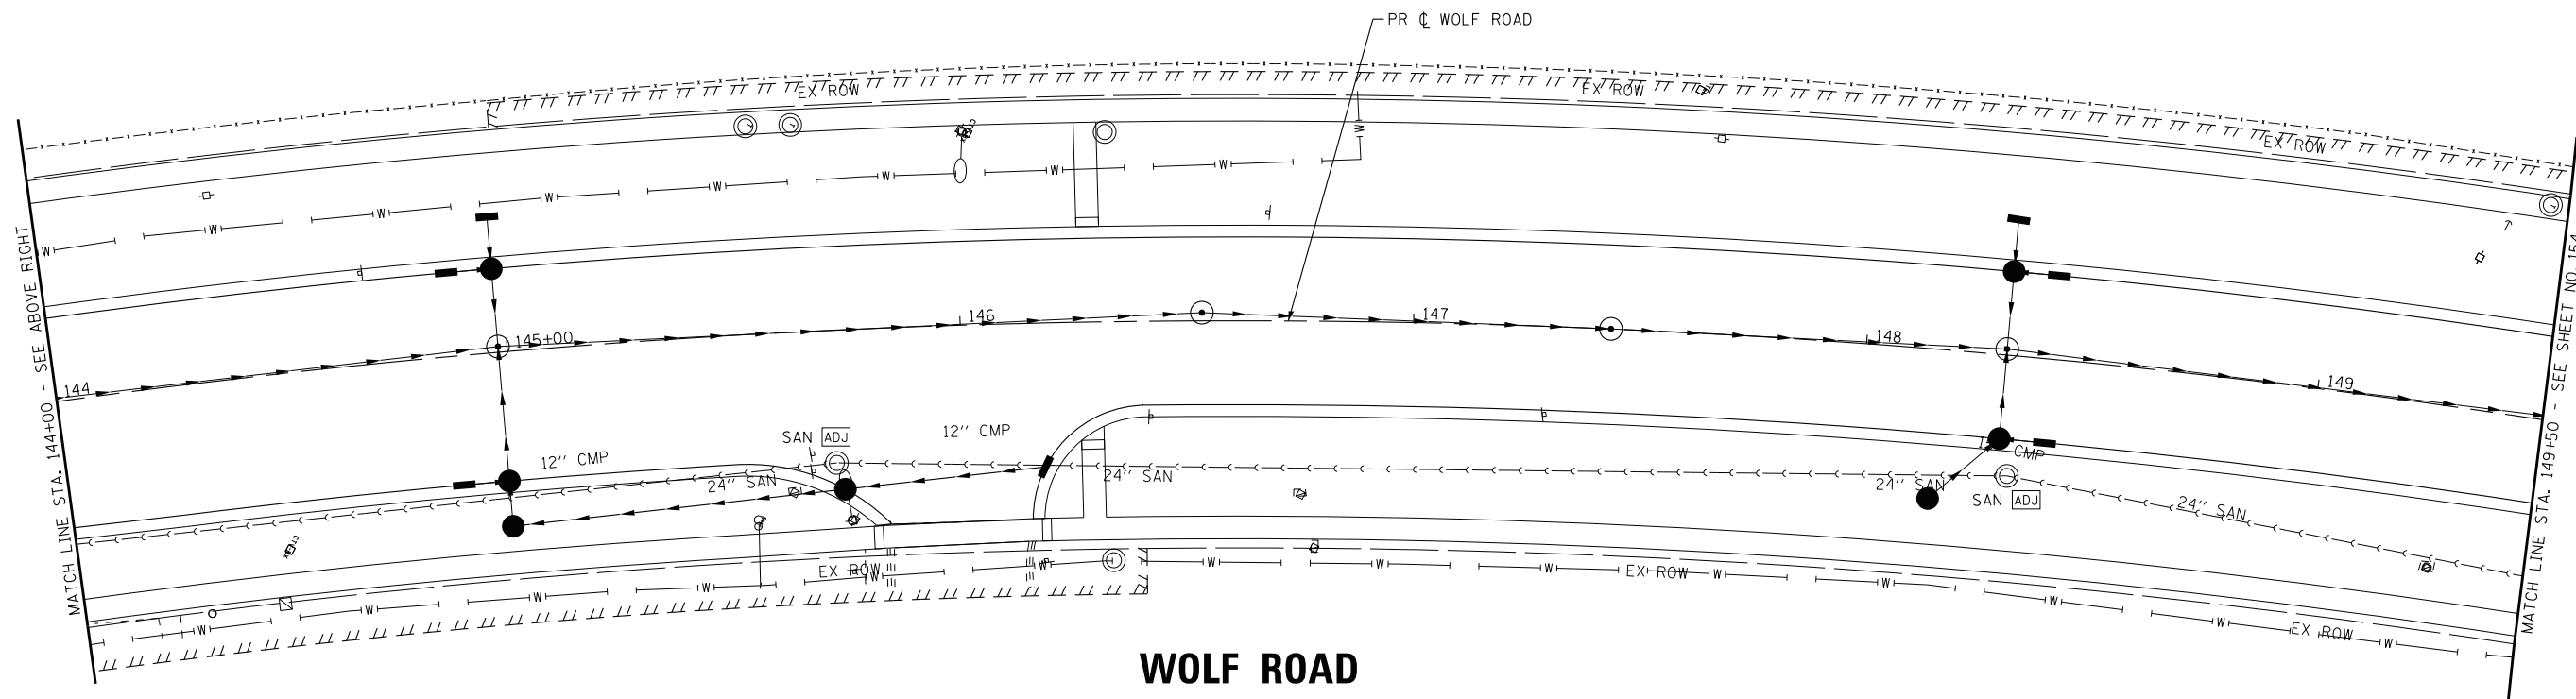 PR ℄ WOLF ROAD
EX ROW
EX ROW
EX ROW
W W W W W W W W
MATCH LINE STA. 144+00 - SEE ABOVE RIGHT
144
145+00
146
147
148
149
MATCH LINE STA. 149+50 - SEE SHEET NO. 154
12'' CMP
SAN ADJ
12'' CMP
24'' SAN
24'' SAN
CMP
24'' SAN
SAN ADJ
24'' SAN
EX ROW
EX ROW
EX ROW
W W W W W W W W W W W W W W
WOLF ROAD